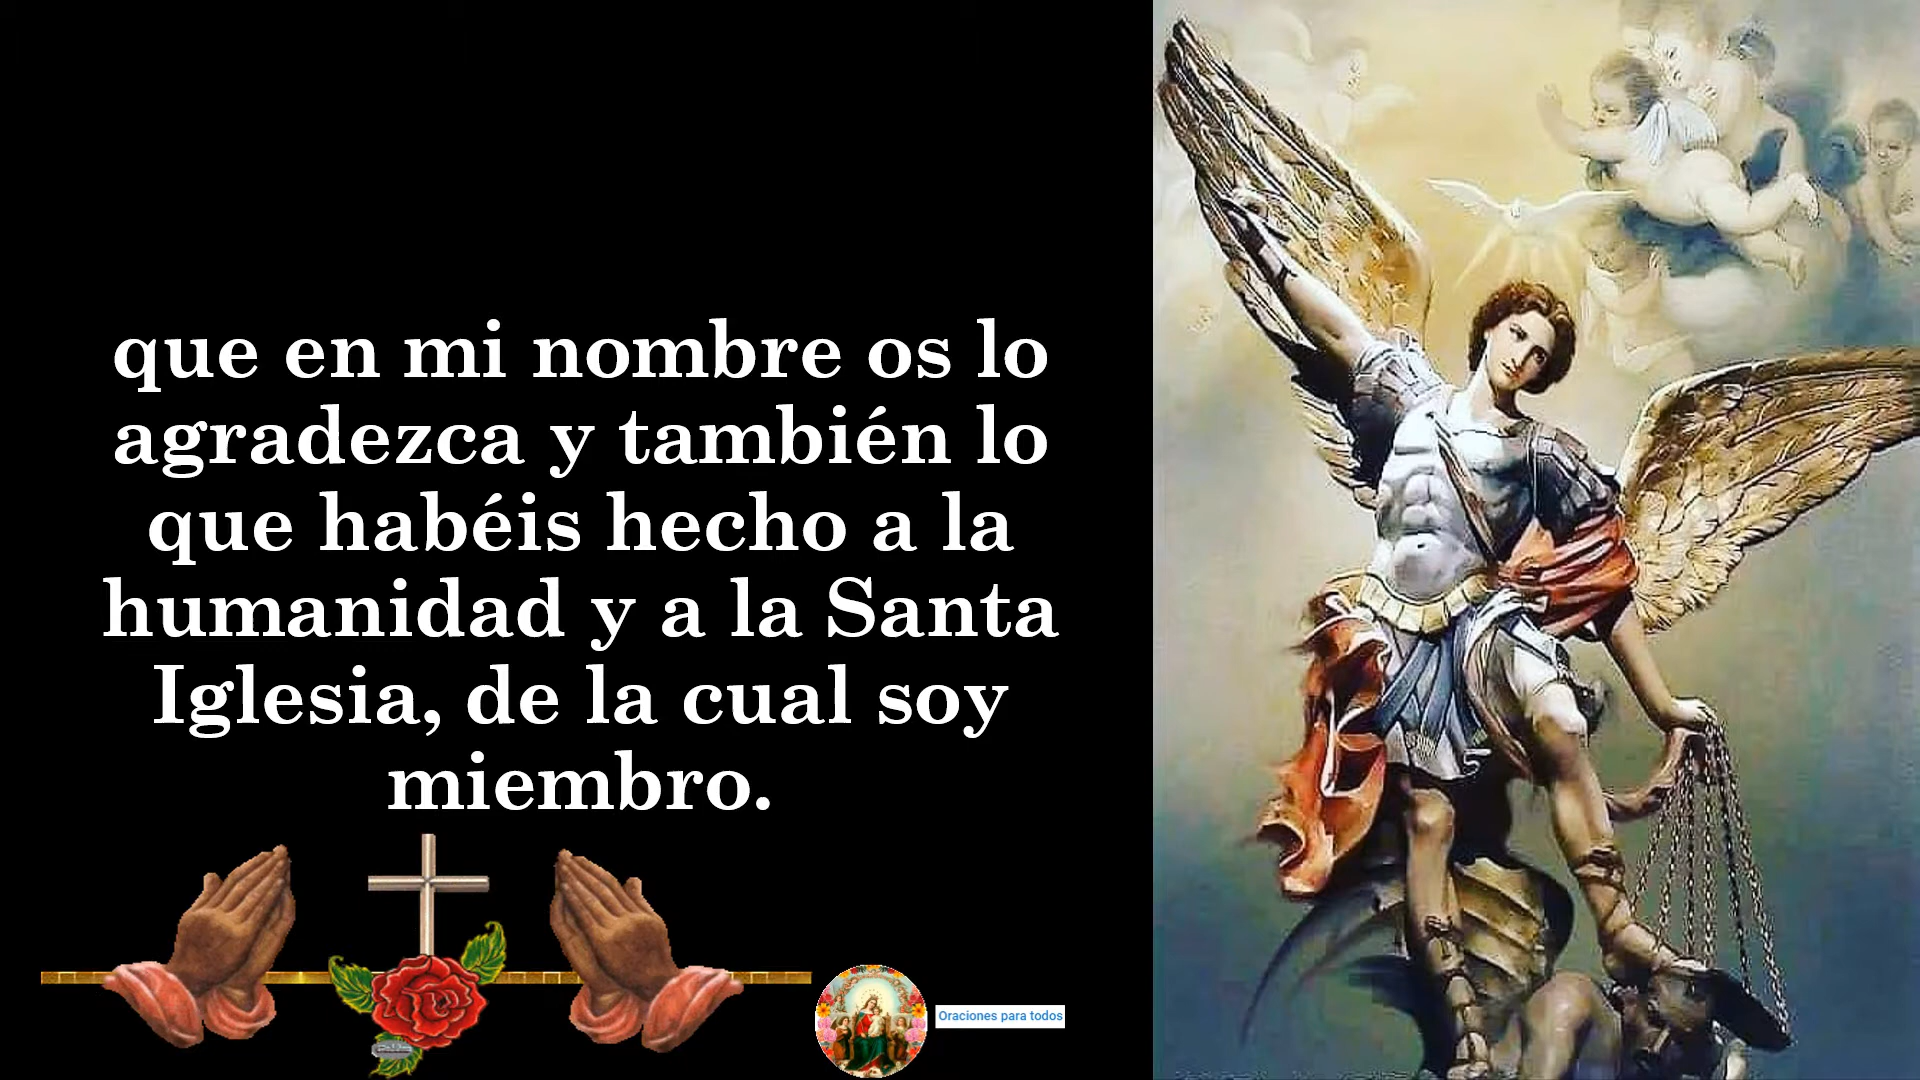 que en mi nombre os lo
agradezca y también lo
que habéis hecho a la
humanidad y a la Santa
Iglesia, de la cual soy
miembro.
Oraciones para todos